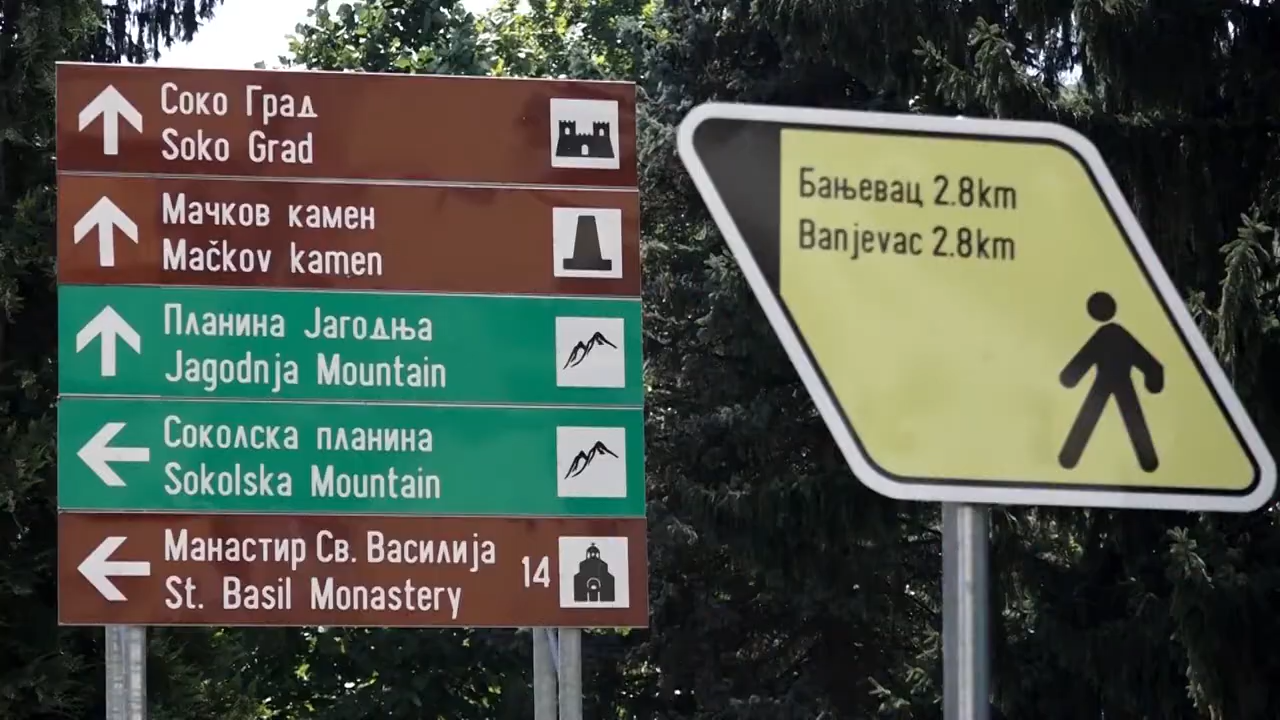 Соко Град
Soko Grad
Мачков камен
Mačkov kamen
Планина Јагодња
Jagodnja Mountain
Соколска планина
Sokolska Mountain
Манастир Св. Василија
St. Basil Monastery
14
Бањевац 2.8km
Banjevac 2.8km